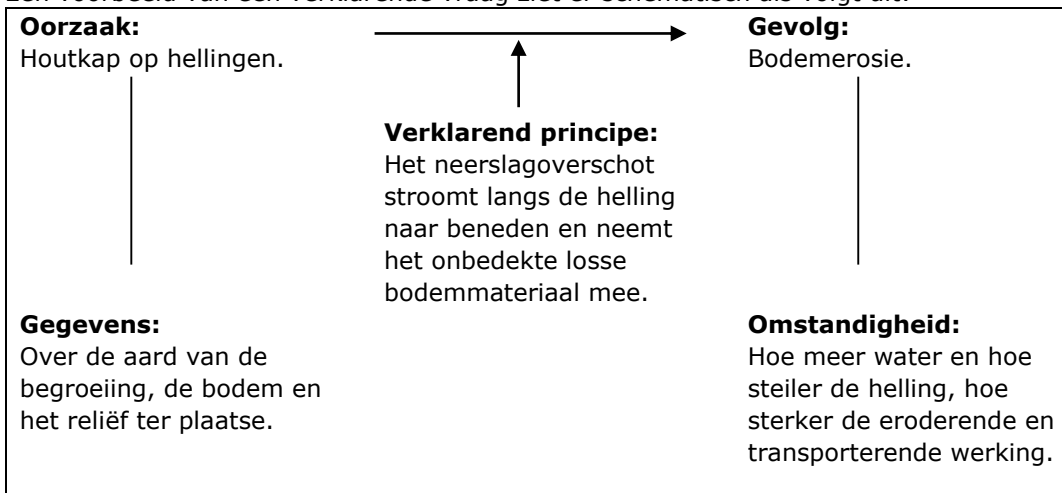 Een voorbeeld van een verklarende vraag ziet er schematisch als volgt uit:
Oorzaak:
Houtkap op hellingen.
Gevolg:
Bodemerosie.
Verklarend principe:
Het neerslagoverschot
stroomt langs de helling
naar beneden en neemt
het onbedekte losse
bodemmateriaal mee.
Gegevens:
Over de aard van de
begroeiing, de bodem en
het reliëf ter plaatse.
Omstandigheid:
Hoe meer water en hoe
steiler de helling, hoe
sterker de eroderende en
transporterende werking.